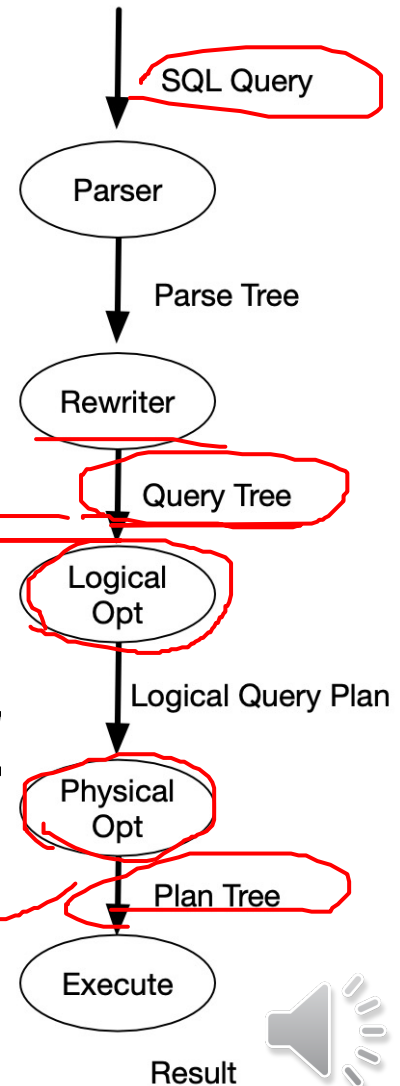 SQL Query
Parser
Parse Tree
Rewriter
Query Tree
Logical
Opt
Logical Query Plan
Physical
Opt
Plan Tree
Execute
Result